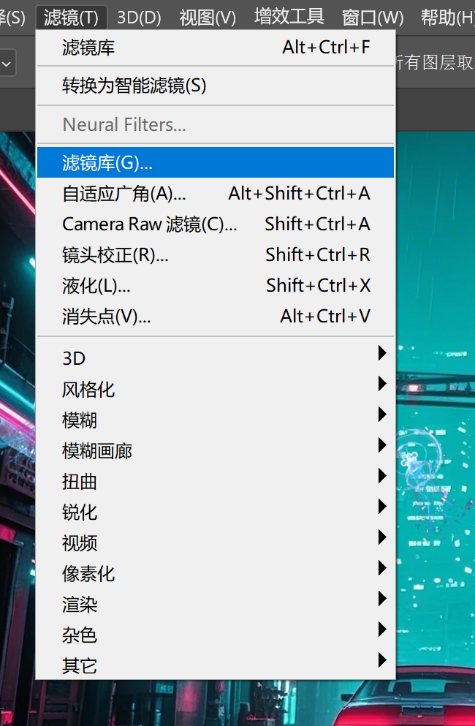 滤镜(T) 3D(D) 视图(V) 增效工具 窗口(W) 帮助(H
滤镜库 Alt+Ctrl+F
所有图层取
转换为智能滤镜(S)
Neural Filters...
滤镜库(G)...
自适应广角(A)... Alt+Shift+Ctrl+A
Camera Raw 滤镜(C)... Shift+Ctrl+A
镜头校正(R)... Shift+Ctrl+R
液化(L)... Shift+Ctrl+X
消失点(V)... Alt+Ctrl+V
3D
风格化
模糊
模糊画廊
扭曲
锐化
视频
像素化
渲染
杂色
其它